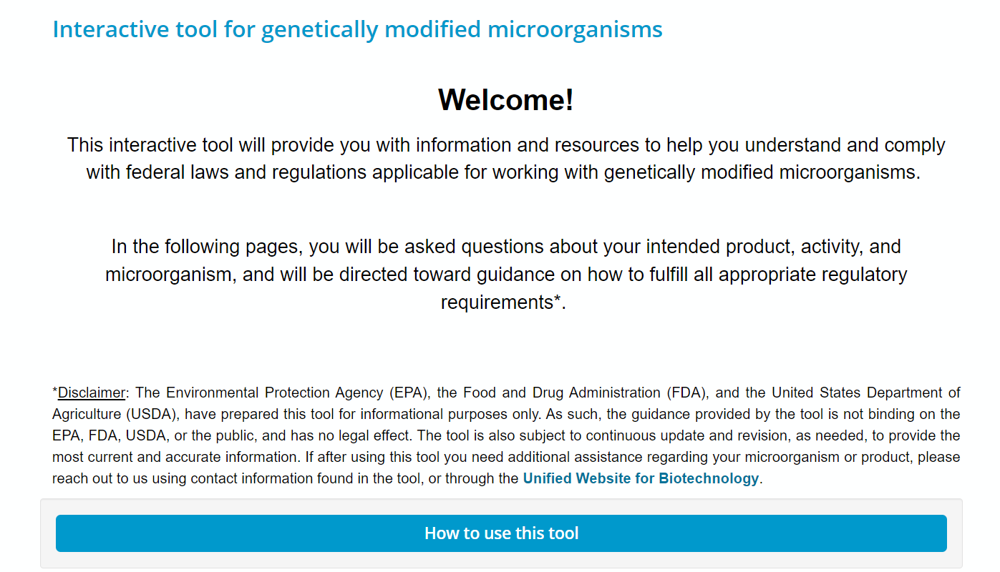 Interactive tool for genetically modified microorganisms
Welcome!
This interactive tool will provide you with information and resources to help you understand and comply
with federal laws and regulations applicable for working with genetically modified microorganisms.
In the following pages, you will be asked questions about your intended product, activity, and
microorganism, and will be directed toward guidance on how to fulfill all appropriate regulatory
requirements*.
*Disclaimer: The Environmental Protection Agency (EPA), the Food and Drug Administration (FDA), and the United States Department of
Agriculture (USDA), have prepared this tool for informational purposes only. As such, the guidance provided by the tool is not binding on the
EPA, FDA, USDA, or the public, and has no legal effect. The tool is also subject to continuous update and revision, as needed, to provide the
most current and accurate information. If after using this tool you need additional assistance regarding your microorganism or product, please
reach out to us using contact information found in the tool, or through the Unified Website for Biotechnology.
How to use this tool